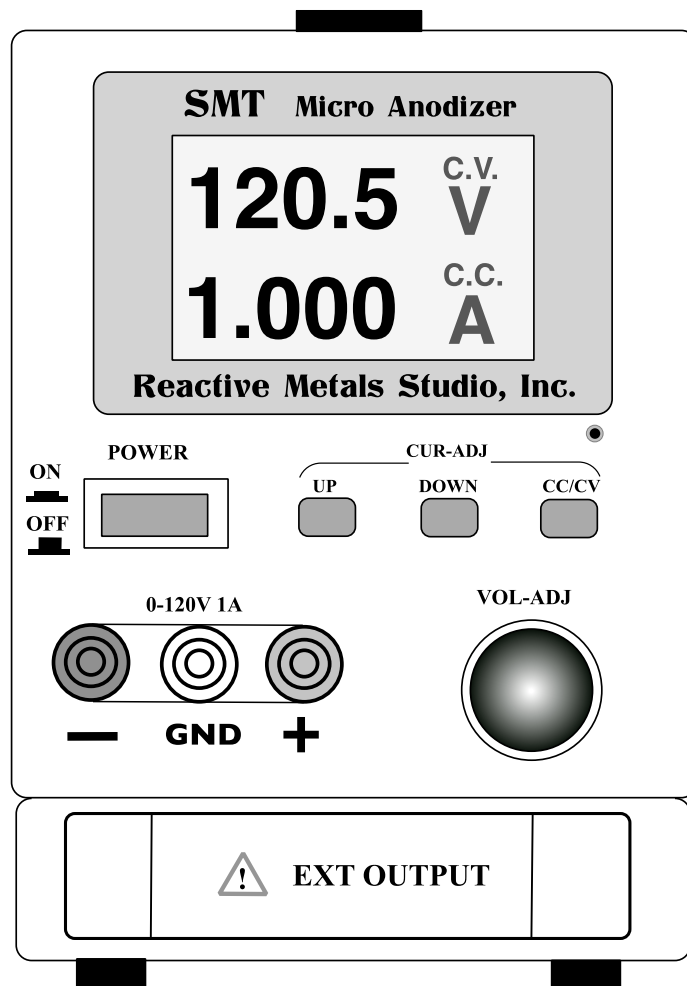 SMT Micro Anodizer
120.5 C.V. V
1.000 C.C. A
Reactive Metals Studio, Inc.
POWER
ON
OFF
CUR-ADJ
UP DOWN CC/CV
0-120V 1A
VOL-ADJ
— GND +
! EXT OUTPUT